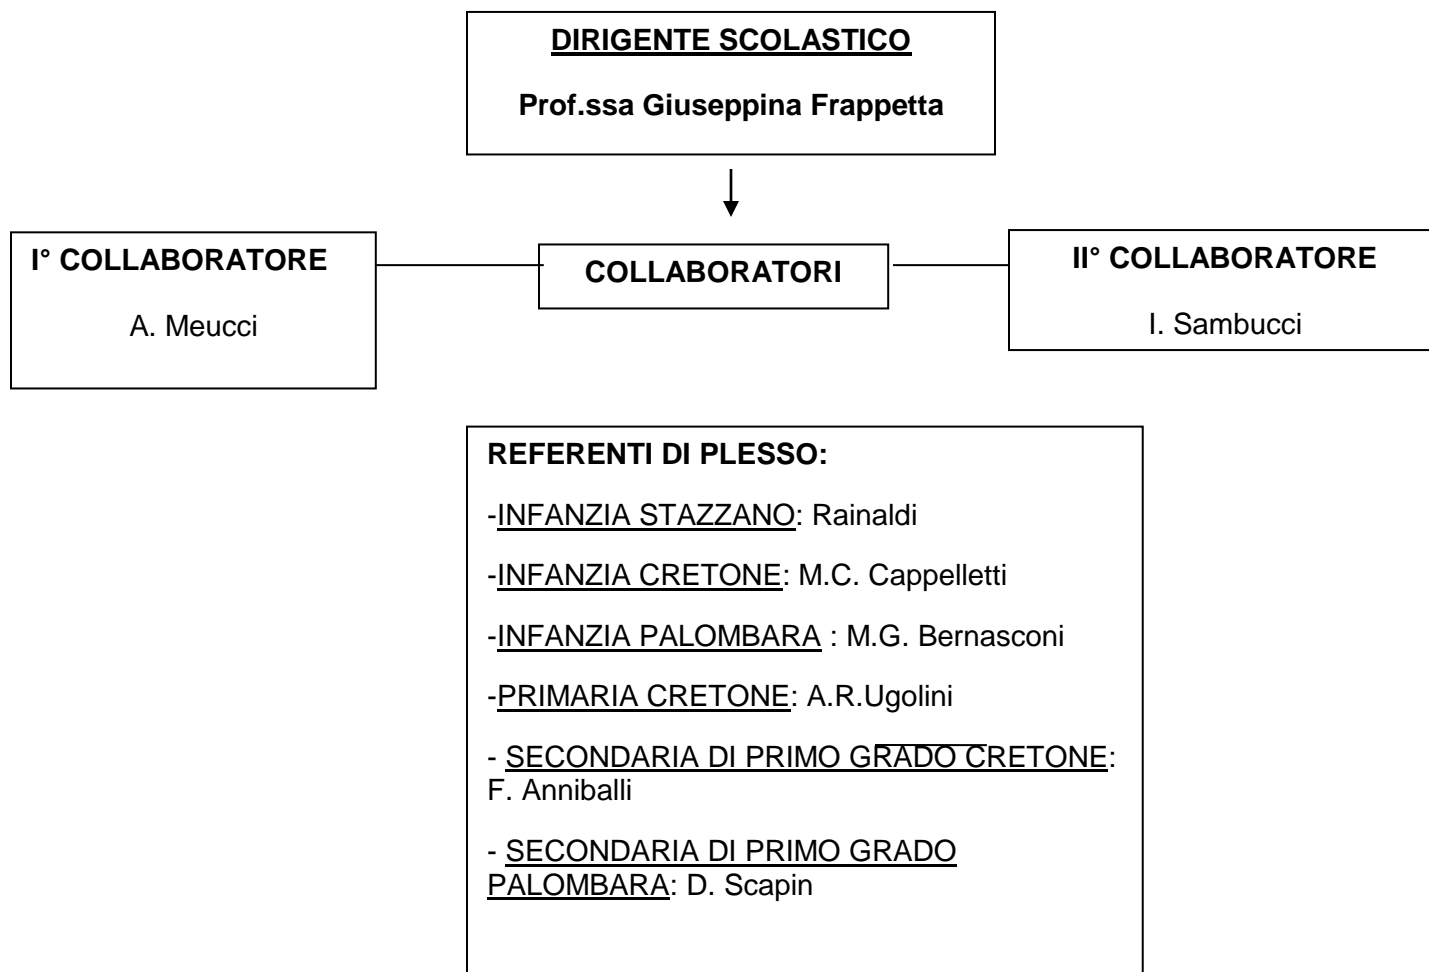 DIRIGENTE SCOLASTICO
Prof.ssa Giuseppina Frappetta
I° COLLABORATORE
A. Meucci
COLLABORATORI
II° COLLABORATORE
I. Sambucci
REFERENTI DI PLESSO:
-INFANZIA STAZZANO: Rainaldi
-INFANZIA CRETONE: M.C. Cappelletti
-INFANZIA PALOMBARA : M.G. Bernasconi
-PRIMARIA CRETONE: A.R.Ugolini
- SECONDARIA DI PRIMO GRADO CRETONE:
F. Anniballi
- SECONDARIA DI PRIMO GRADO
PALOMBARA: D. Scapin